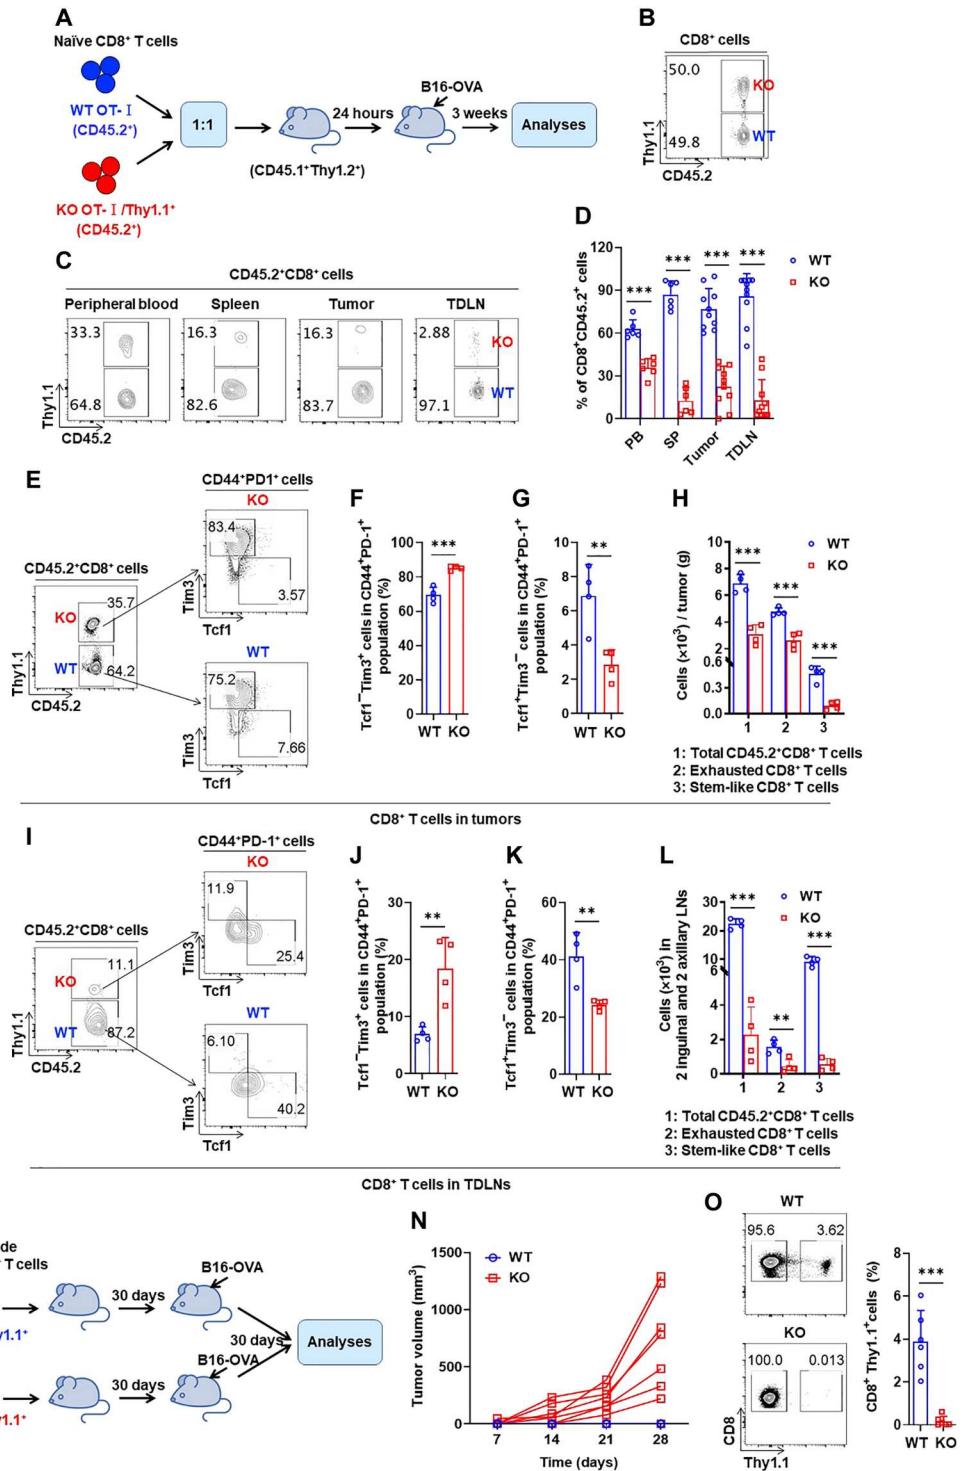 A
Naïve CD8⁺ T cells
WT OT-Ⅰ
(CD45.2⁺)
KO OT-Ⅰ/Thy1.1⁺
(CD45.2⁺)
1:1
24 hours
B16-OVA
3 weeks
Analyses
(CD45.1⁺Thy1.2⁺)
B
CD8⁺ cells
50.0
KO
49.8
WT
Thy1.1
CD45.2
C
CD45.2⁺CD8⁺ cells
Peripheral blood
Spleen
Tumor
TDLN
33.3
16.3
16.3
2.88
KO
64.8
82.6
83.7
97.1
WT
Thy1.1
CD45.2
D
% of CD8⁺CD45.2⁺ cells
120
90
60
30
0
***
***
***
***
WT
KO
PB
SP
Tumor
TDLN
E
CD45.2⁺CD8⁺ cells
KO
35.7
WT
64.2
Thy1.1
CD45.2
CD44⁺PD1⁺ cells
KO
83.4
3.57
Tim3
Tcf1
WT
75.2
7.66
Tim3
Tcf1
F
Tcf1⁻Tim3⁺ cells in CD44⁺PD-1⁺
population (%)
100
80
60
40
20
0
***
WT KO
G
Tcf1⁺Tim3⁻ cells in CD44⁺PD-1⁺
population (%)
10
8
6
4
2
0
**
WT KO
H
Cells (×10³) / tumor (g)
10
8
6
4
2
0.6
0.3
0.0
***
***
***
WT
KO
1 2 3
1: Total CD45.2⁺CD8⁺ T cells
2: Exhausted CD8⁺ T cells
3: Stem-like CD8⁺ T cells
CD8⁺ T cells in tumors
I
CD45.2⁺CD8⁺ cells
KO
11.1
WT
87.2
Thy1.1
CD45.2
CD44⁺PD-1⁺ cells
KO
11.9
25.4
Tim3
Tcf1
WT
6.10
40.2
Tim3
Tcf1
J
Tcf1⁻Tim3⁺ cells in CD44⁺PD-1⁺
population (%)
30
20
10
0
**
WT KO
K
Tcf1⁺Tim3⁻ cells in CD44⁺PD-1⁺
population (%)
60
40
20
0
**
WT KO
L
Cells (×10³) in
2 inguinal and 2 axillary LNs
30
20
10
6
4
2
0
***
**
***
WT
KO
1 2 3
1: Total CD45.2⁺CD8⁺ T cells
2: Exhausted CD8⁺ T cells
3: Stem-like CD8⁺ T cells
CD8⁺ T cells in TDLNs
de
⁺ T cells
30 days
B16-OVA
y1.1⁺
30 days
Analyses
30 days
B16-OVA
y1.1⁺
N
Tumor volume (mm³)
1500
1000
500
0
WT
KO
7 14 21 28
Time (days)
O
WT
95.6
3.62
KO
100.0
0.013
CD8
Thy1.1
CD8⁺ Thy1.1⁺cells (%)
8
6
4
2
0
***
WT KO